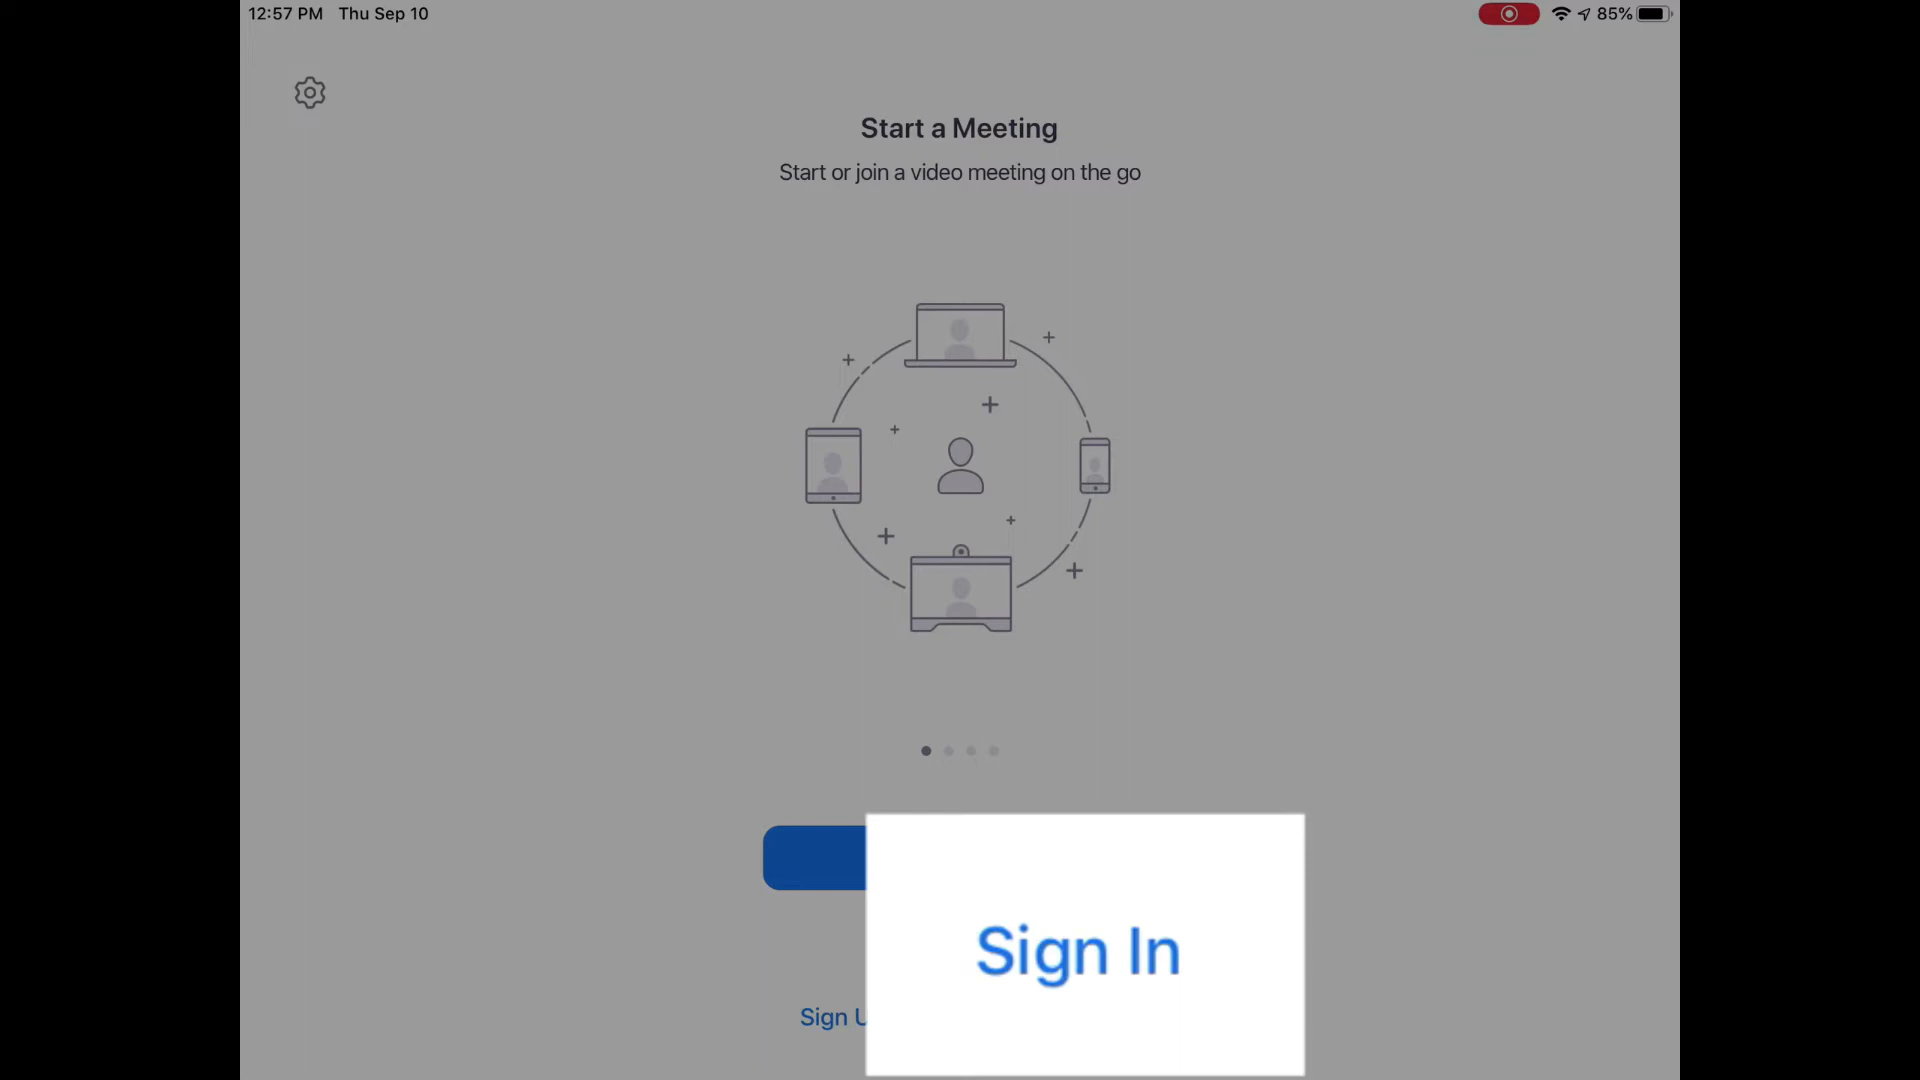 12:57 PM Thu Sep 10
85%
Start a Meeting
Start or join a video meeting on the go
Sign In
Sign U